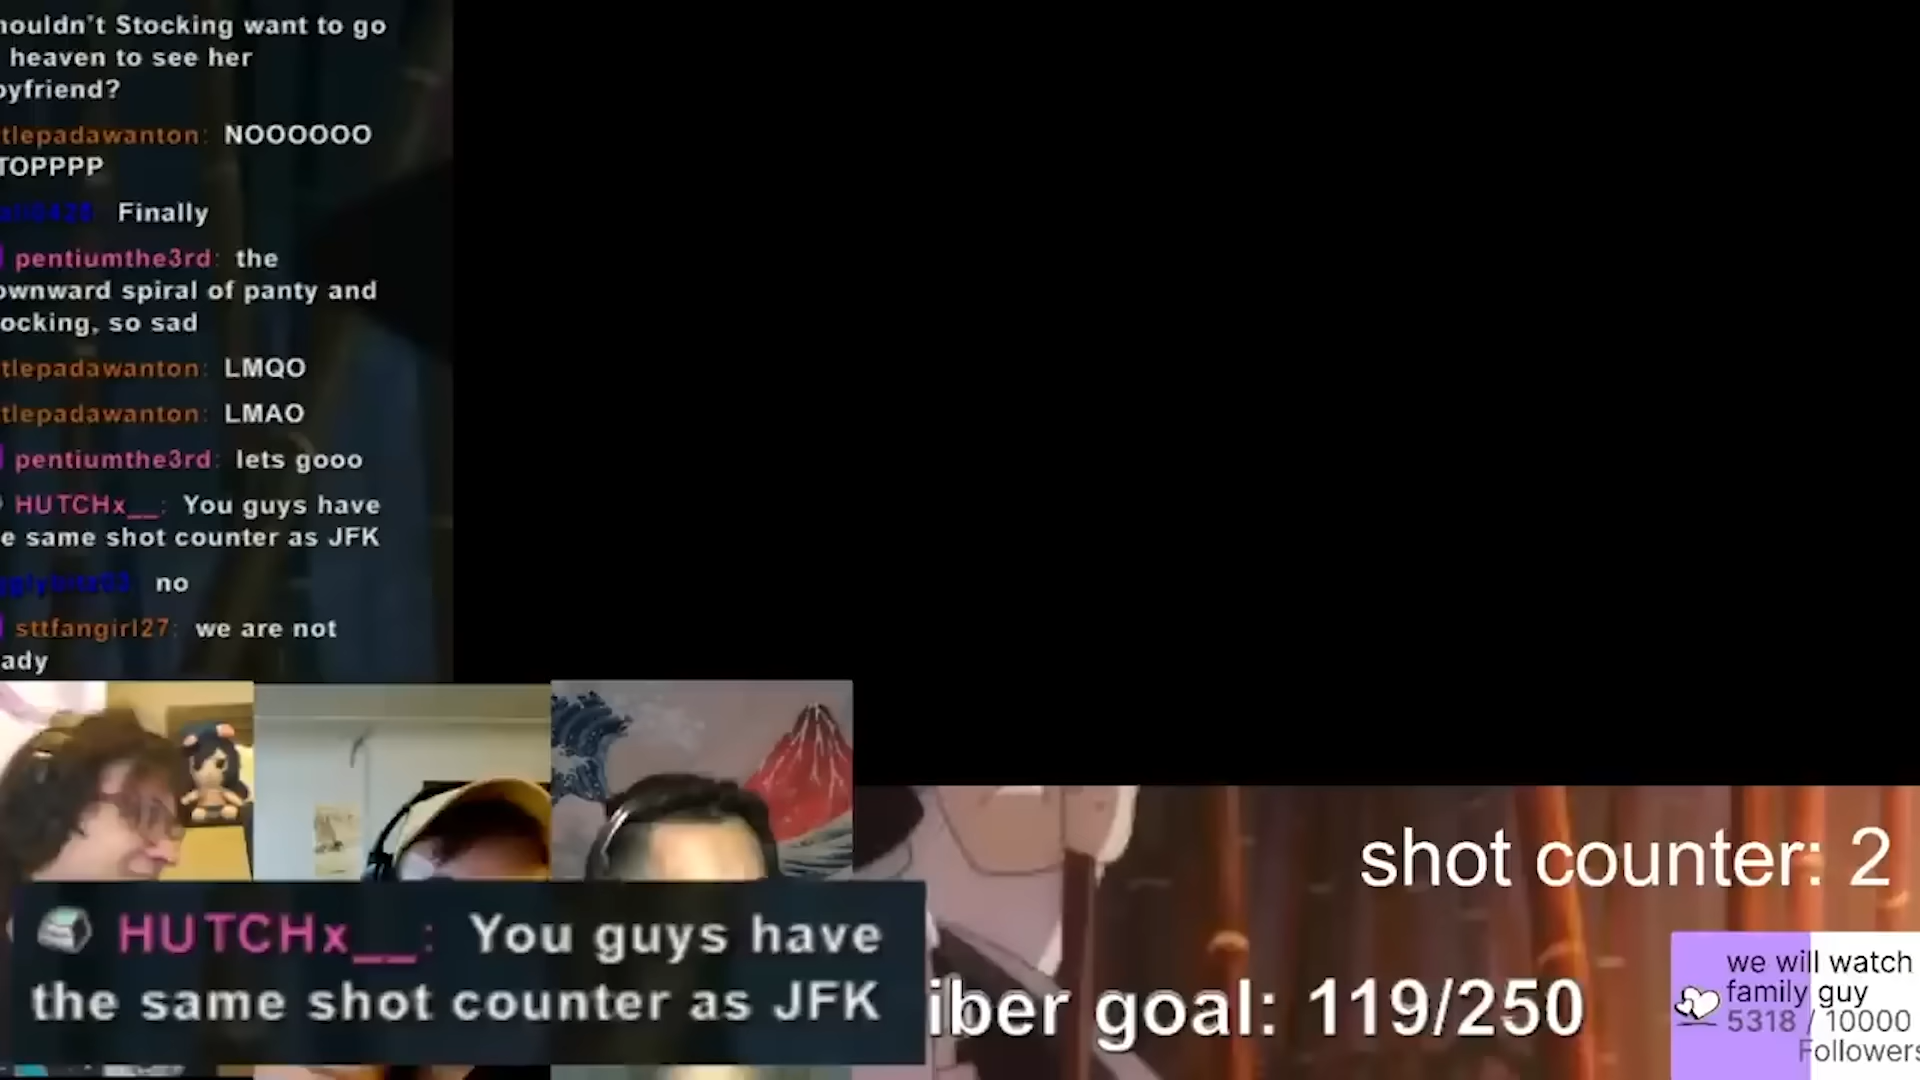 houldn't Stocking want to go
heaven to see her
oyfriend?
tlepadawanton: NOOOOOO
TOPPPP
Finally
pentiumthe3rd: the
ownward spiral of panty and
ocking, so sad
tlepadawanton: LMQO
tlepadawanton: LMAO
pentiumthe3rd: lets gooo
HUTCHx__: You guys have
e same shot counter as JFK
no
sttfangirl27: we are not
ady
HUTCHx__: You guys have
the same shot counter as JFK
shot counter: 2
iber goal: 119/250
we will watch
family guy
5318 / 10000
Followers